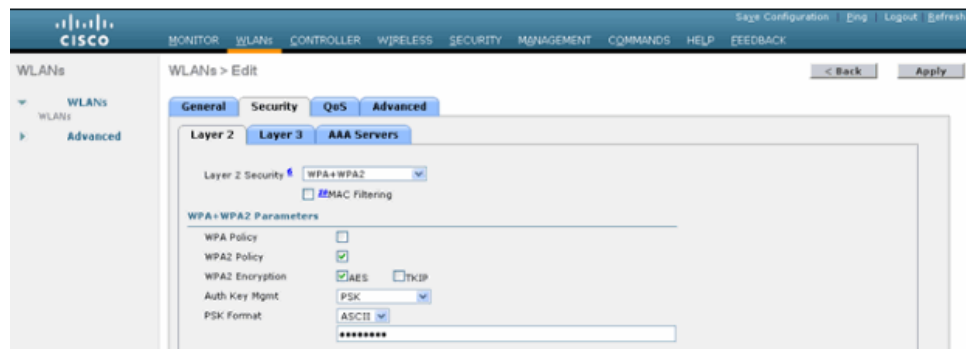 Save Configuration Ping Logout Refresh
CISCO
MONITOR WLANs CONTROLLER WIRELESS SECURITY MANAGEMENT COMMANDS HELP FEEDBACK
WLANs
WLANs > Edit
< Back Apply
WLANs
WLANs
Advanced
General Security QoS Advanced
Layer 2 Layer 3 AAA Servers
Layer 2 Security 6 WPA+WPA2
MAC Filtering
WPA+WPA2 Parameters
WPA Policy
WPA2 Policy
WPA2 Encryption AES TKIP
Auth Key Mgmt PSK
PSK Format ASCII
••••••••